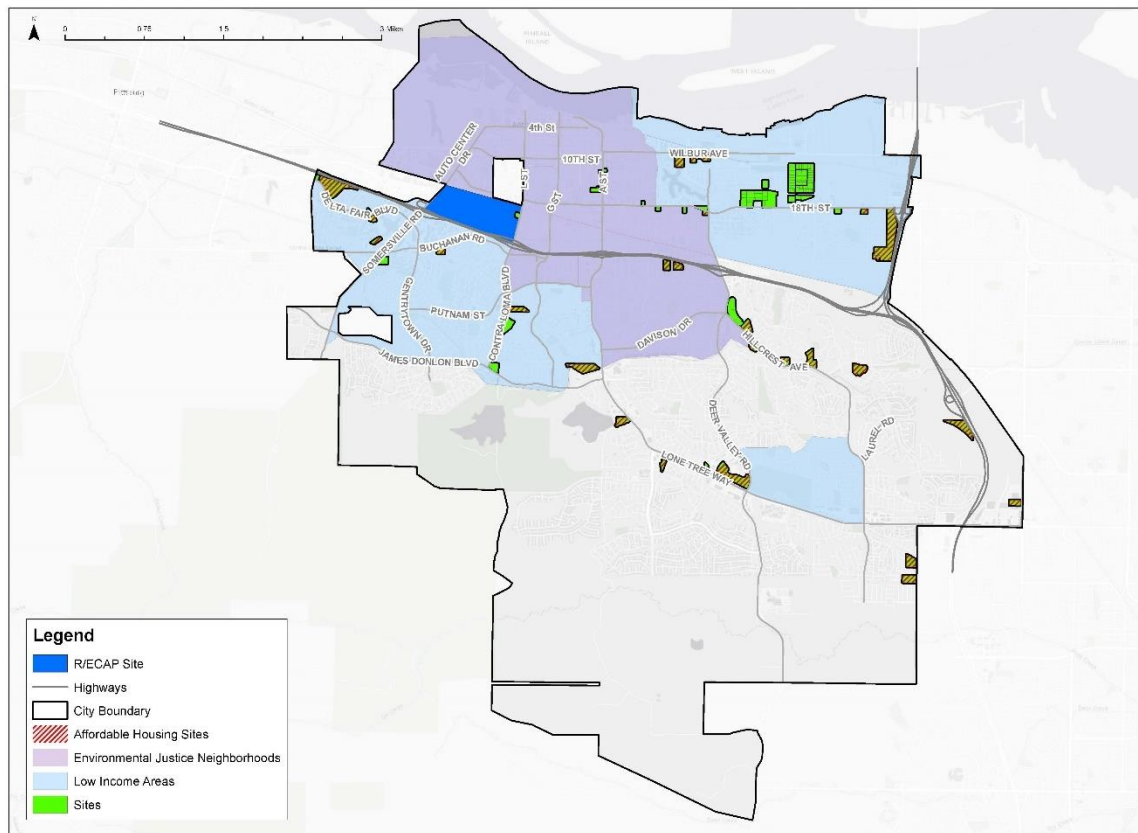 N
0 0.75 1.5 3 Miles
Pittsburg
4th St
AUTO CENTER DR
10TH ST
WILBUR AVE
L ST
G ST
A ST
18TH ST
DELTA FAIR BLVD
SOMERSVILLE RD
BUCHANAN RD
GENTRYTOWN DR
PUTNAM ST
CONTRA LOMA BLVD
JAMES DONLON BLVD
DAVISON DR
HILLCREST AVE
DEER VALLEY RD
LAUREL RD
LONE TREE WAY
Legend
R/ECAP Site
Highways
City Boundary
Affordable Housing Sites
Environmental Justice Neighborhoods
Low Income Areas
Sites